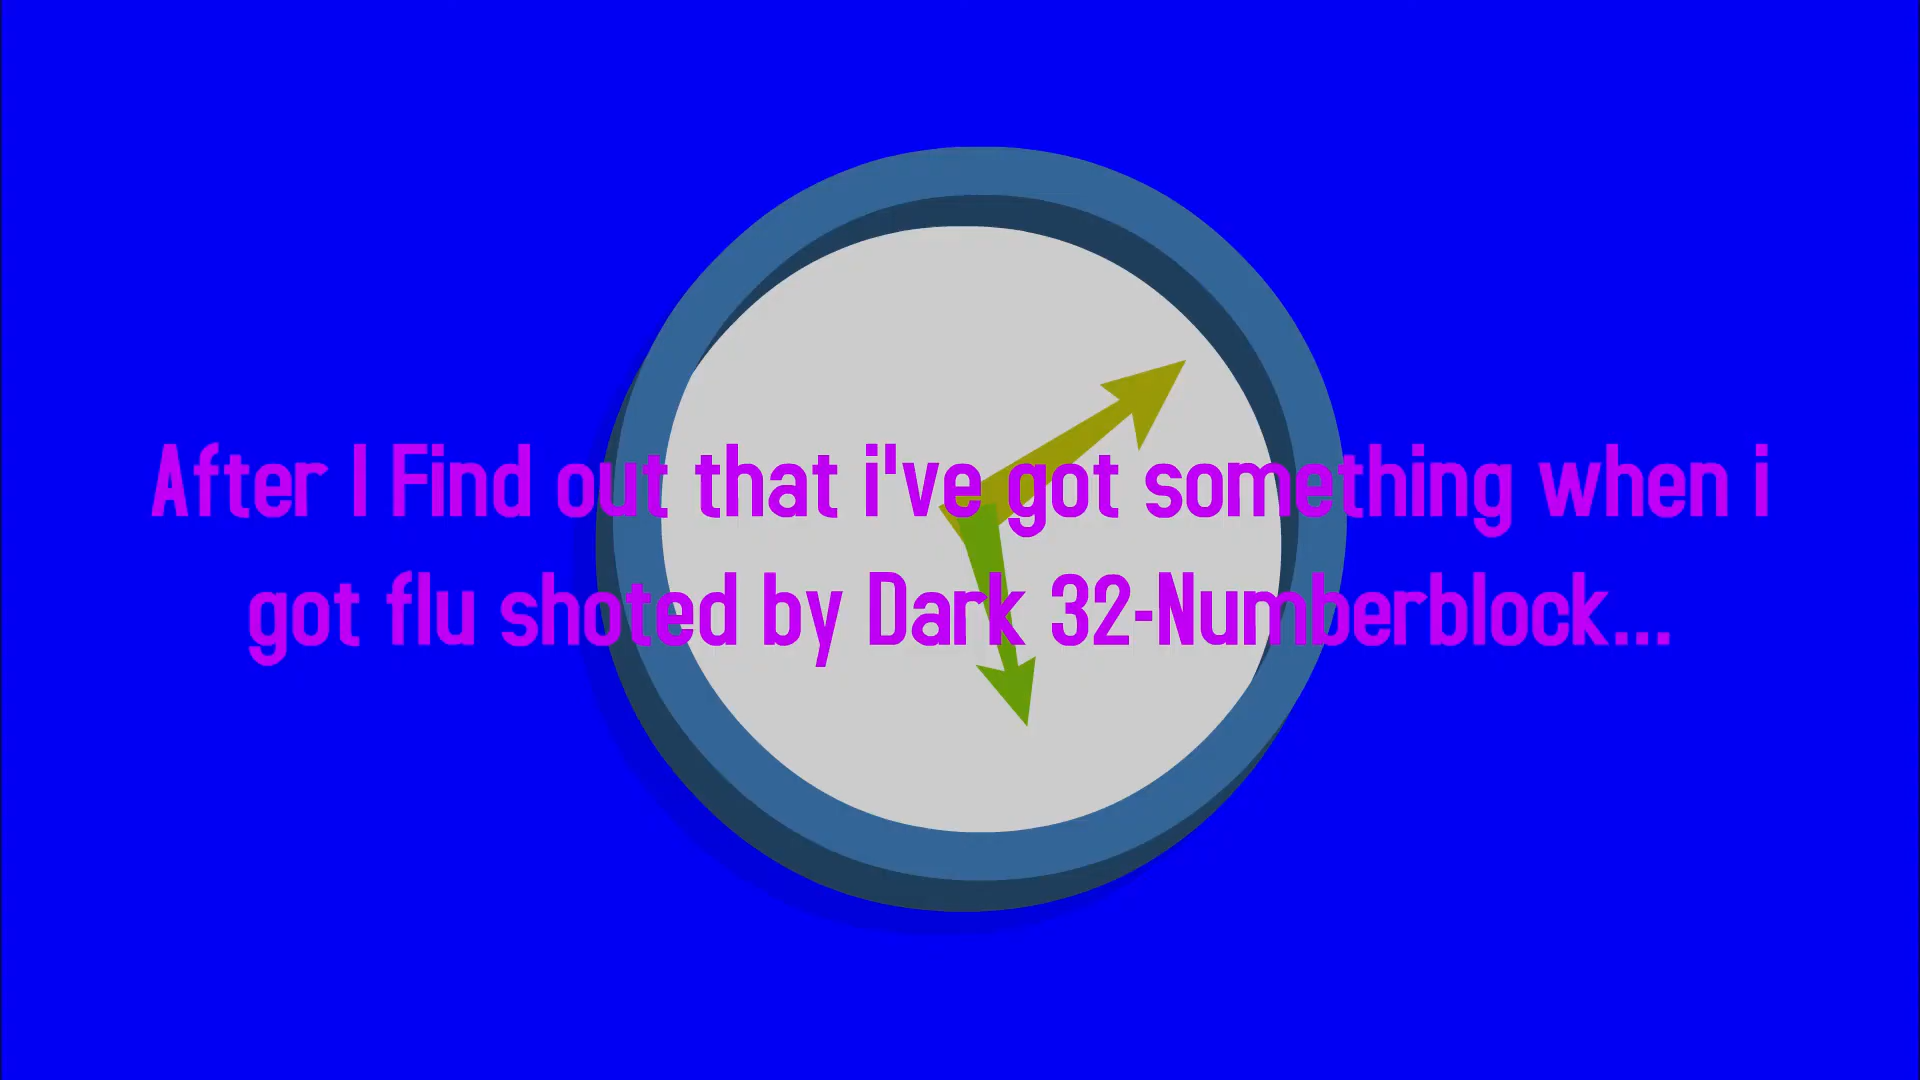 After I Find out that i've got something when i
got flu shoted by Dark 32-Numberblock...